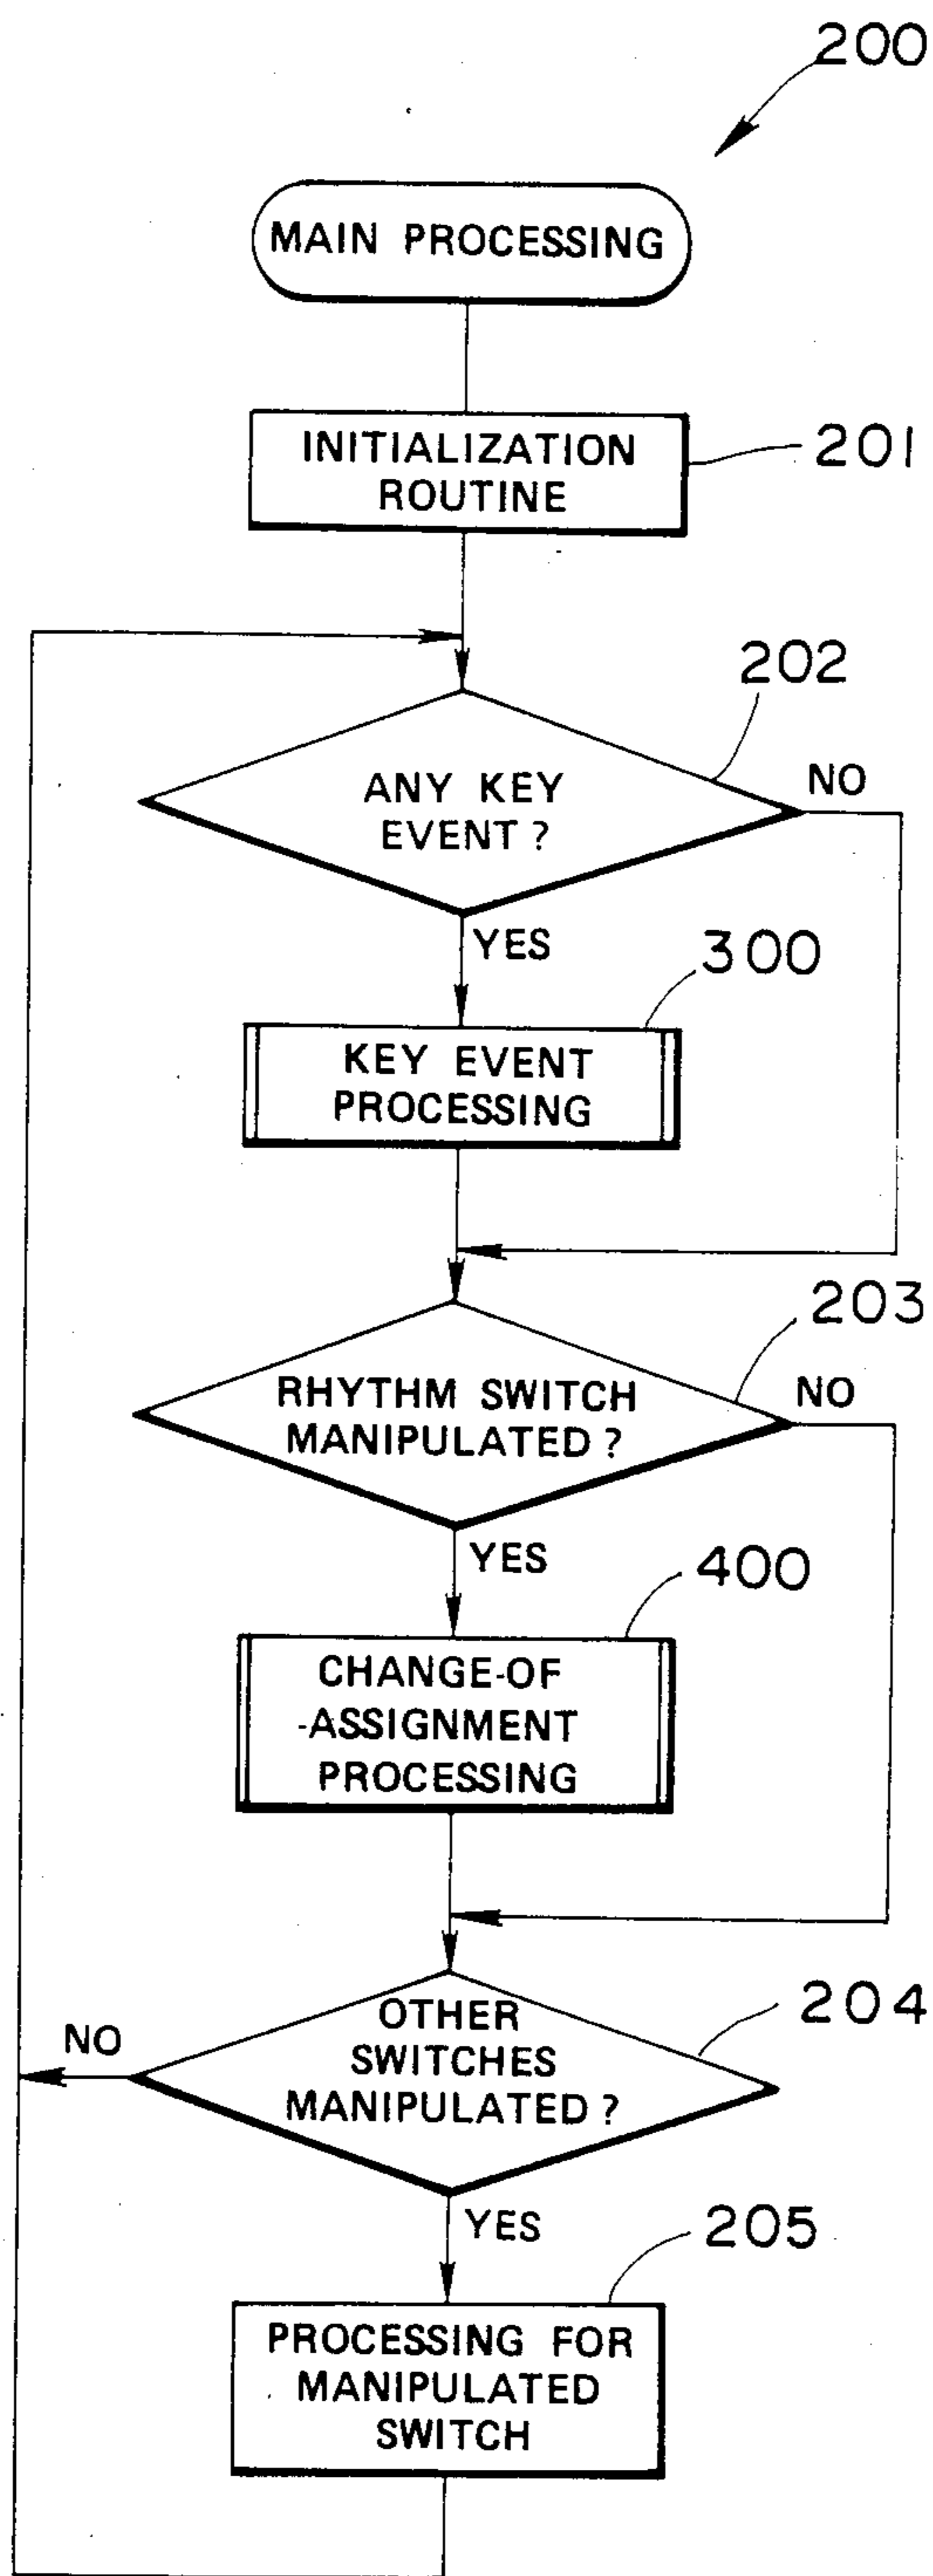 200
MAIN PROCESSING
INITIALIZATION
ROUTINE
201
202
ANY KEY
EVENT?
NO
YES
300
KEY EVENT
PROCESSING
203
RHYTHM SWITCH
MANIPULATED?
NO
YES
400
CHANGE-OF
-ASSIGNMENT
PROCESSING
204
OTHER
SWITCHES
MANIPULATED?
NO
YES
205
PROCESSING FOR
MANIPULATED
SWITCH